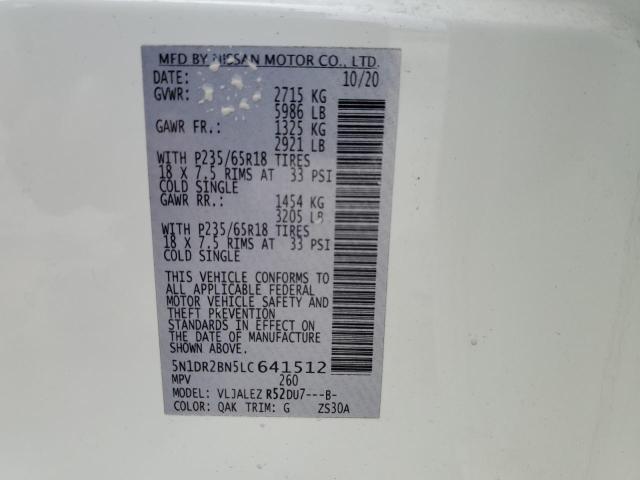 MFD BY NISSAN MOTOR CO., LTD.
DATE: 10/20
GVWR: 2715 KG
5986 LB
GAWR FR.: 1325 KG
2921 LB
WITH P235/65R18 TIRES
18 X 7.5 RIMS AT 33 PSI
COLD SINGLE
GAWR RR.: 1454 KG
3205 LB
WITH P235/65R18 TIRES
18 X 7.5 RIMS AT 33 PSI
COLD SINGLE
THIS VEHICLE CONFORMS TO
ALL APPLICABLE FEDERAL
MOTOR VEHICLE SAFETY AND
THEFT PREVENTION
STANDARDS IN EFFECT ON
THE DATE OF MANUFACTURE
SHOWN ABOVE.
5N1DR2BN5LC641512
MPV 260
MODEL: VLJALEZ R52DU7---B-
COLOR: QAK TRIM: G ZS30A